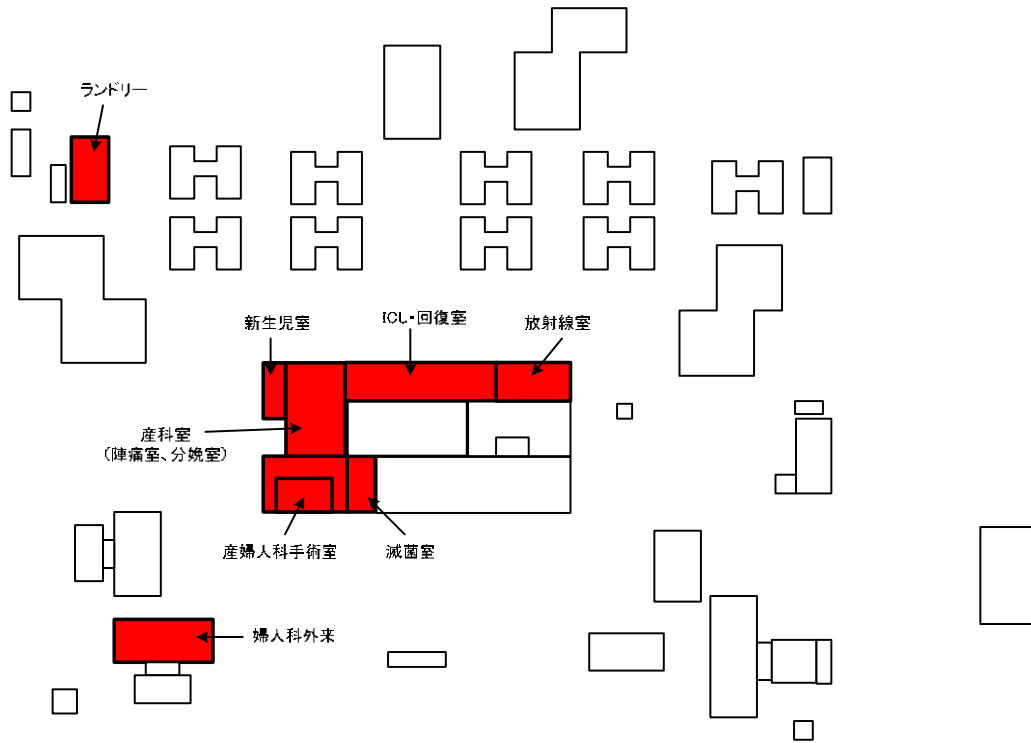 ランドリー
新生児室
ICU・回復室
放射線室
産科室
（陣痛室、分娩室）
産婦人科手術室
滅菌室
婦人科外来